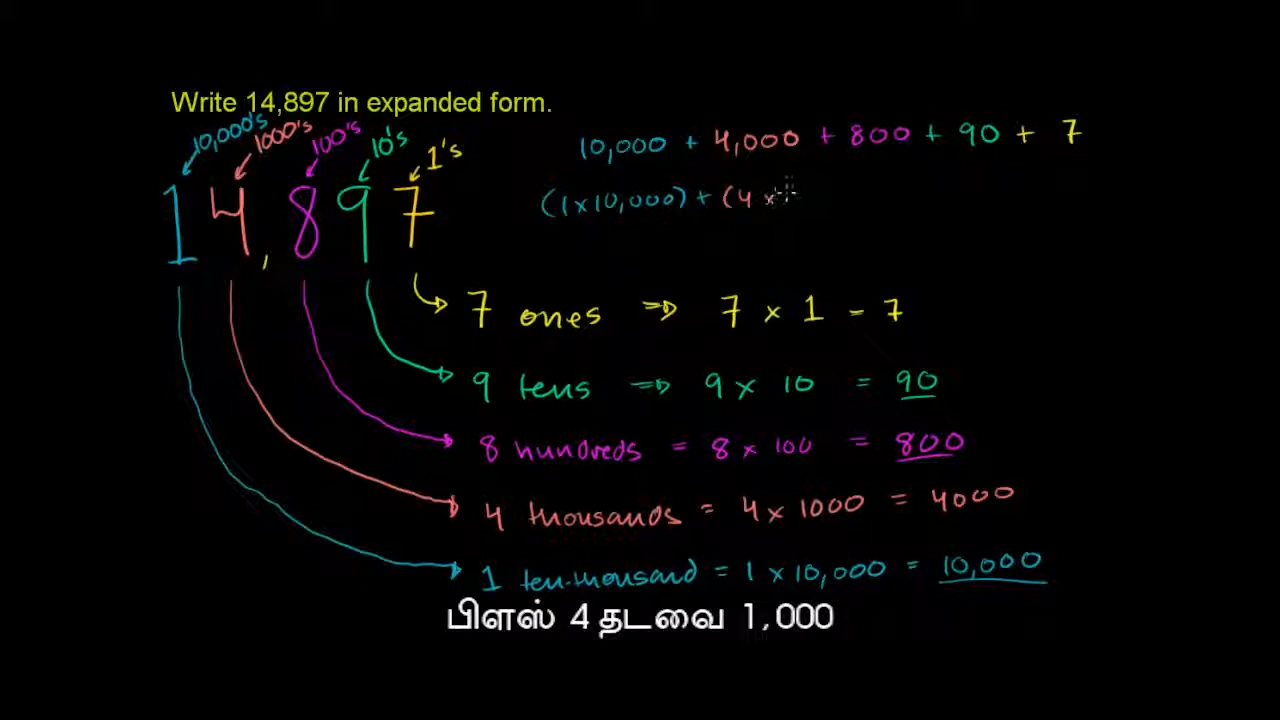 Write 14,897 in expanded form.
10,000's 1000's 100's 10's 1's
10,000 + 4,000 + 800 + 90 + 7
14,897
(1×10,000) + (4 ×
7 ones ⇒ 7 × 1 = 7
9 tens ⇒ 9 × 10 = 90
8 hundreds = 8 × 100 = 800
4 thousands = 4 × 1000 = 4000
1 ten-thousand = 1 × 10,000 = 10,000
பிளஸ் 4 தடவை 1,000